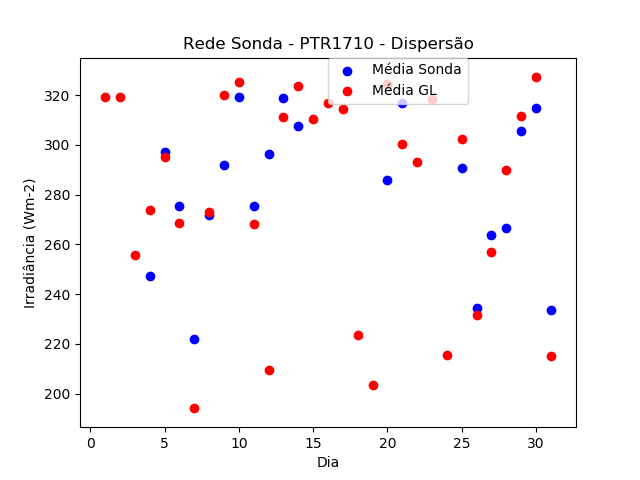 Rede Sonda - PTR1710 - Dispersão
Média Sonda
Média GL
Irradiância (Wm-2)
320
300
280
260
240
220
200
0 5 10 15 20 25 30
Dia